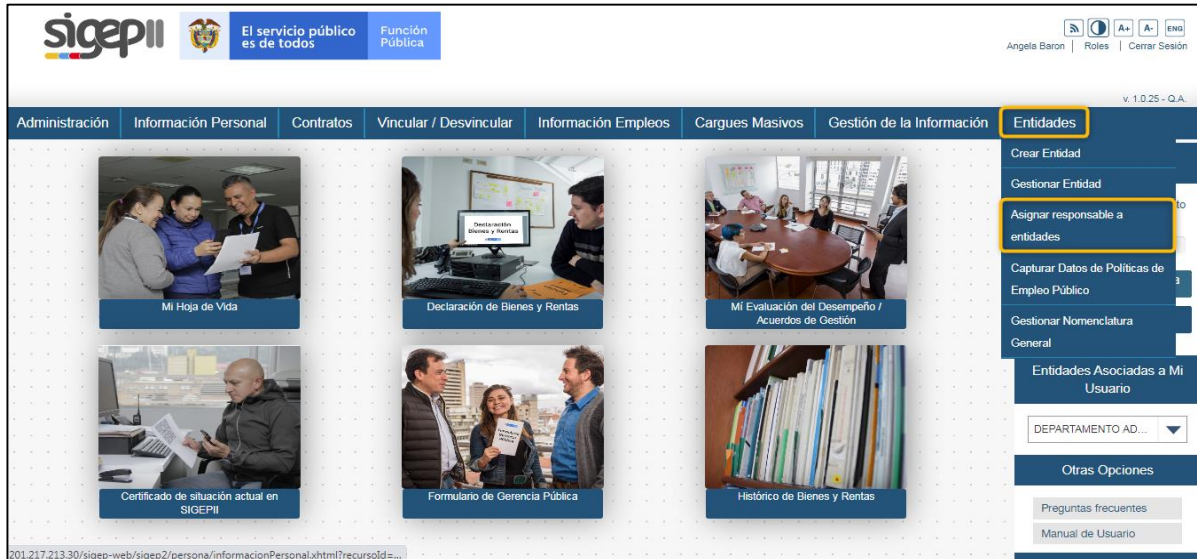 sigepII
El servicio público
es de todos
Función
Pública
A+ A- ENG
Angela Baron | Roles | Cerrar Sesión
v. 1.0.25 - Q.A.
Administración Información Personal Contratos Vincular / Desvincular Información Empleos Cargues Masivos Gestión de la Información Entidades
Crear Entidad
Gestionar Entidad
Asignar responsable a
entidades
Capturar Datos de Políticas de
Empleo Público
Gestionar Nomenclatura
General
to
a
Declaración
Bienes y Rentas
Mi Hoja de Vida
Declaración de Bienes y Rentas
Mí Evaluación del Desempeño /
Acuerdos de Gestión
Entidades Asociadas a Mi
Usuario
DEPARTAMENTO AD...
Otras Opciones
Preguntas frecuentes
Manual de Usuario
Certificado de situación actual en
SIGEPII
Formulario de Gerencia Pública
Histórico de Bienes y Rentas
201.217.213.30/sigep-web/sigep2/persona/informacionPersonal.xhtml?recursoId=...